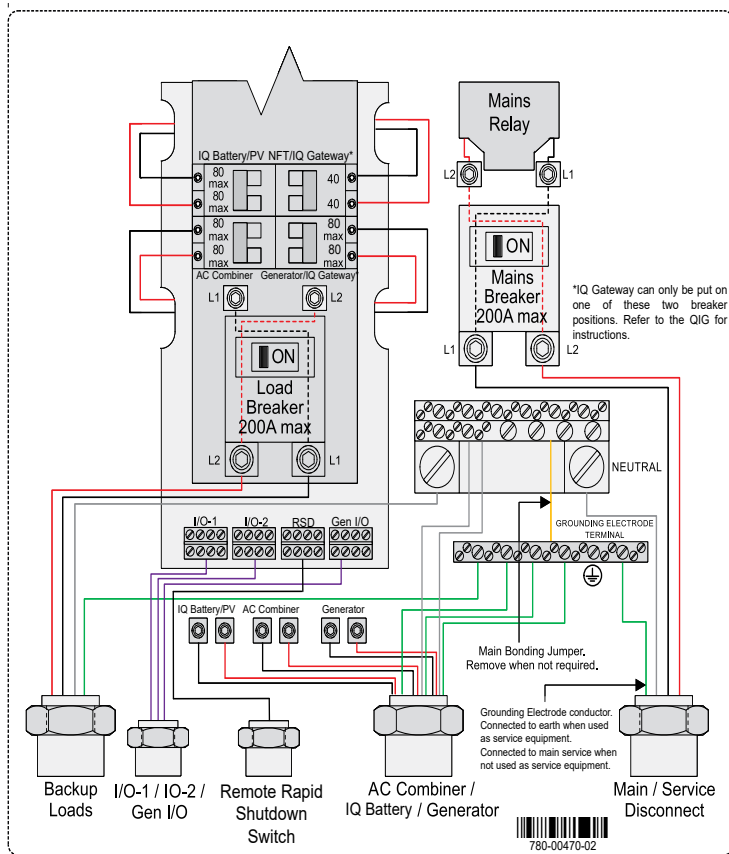 Mains
Relay
L2
L1
IQ Battery/PV NFT/IQ Gateway*
80
max
80
max
40
40
80
max
80
max
80
max
80
max
AC Combiner Generator/IQ Gateway*
L1
L2
ON
Load
Breaker
200A max
L2
L1
ON
Mains
Breaker
200A max
L1
L2
*IQ Gateway can only be put on
one of these two breaker
positions. Refer to the QIG for
instructions.
NEUTRAL
GROUNDING ELECTRODE
TERMINAL
I/O-1
I/O-2
RSD
Gen I/O
IQ Battery/PV
AC Combiner
Generator
Main Bonding Jumper.
Remove when not required.
Grounding Electrode conductor.
Connected to earth when used
as service equipment.
Connected to main service when
not used as service equipment.
Backup
Loads
I/O-1 / IO-2 /
Gen I/O
Remote Rapid
Shutdown
Switch
AC Combiner /
IQ Battery / Generator
Main / Service
Disconnect
780-00470-02